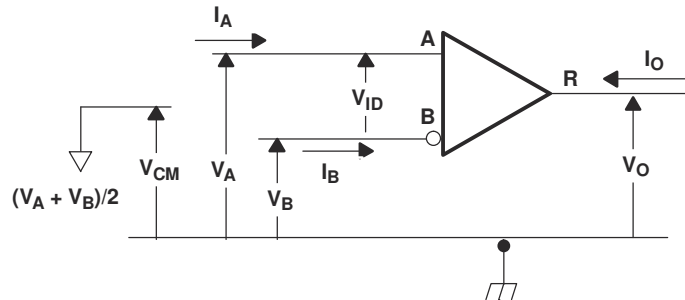 I_A
A
I_O
R
V_ID
B
V_CM
V_A
I_B
V_O
(V_A + V_B)/2
V_B